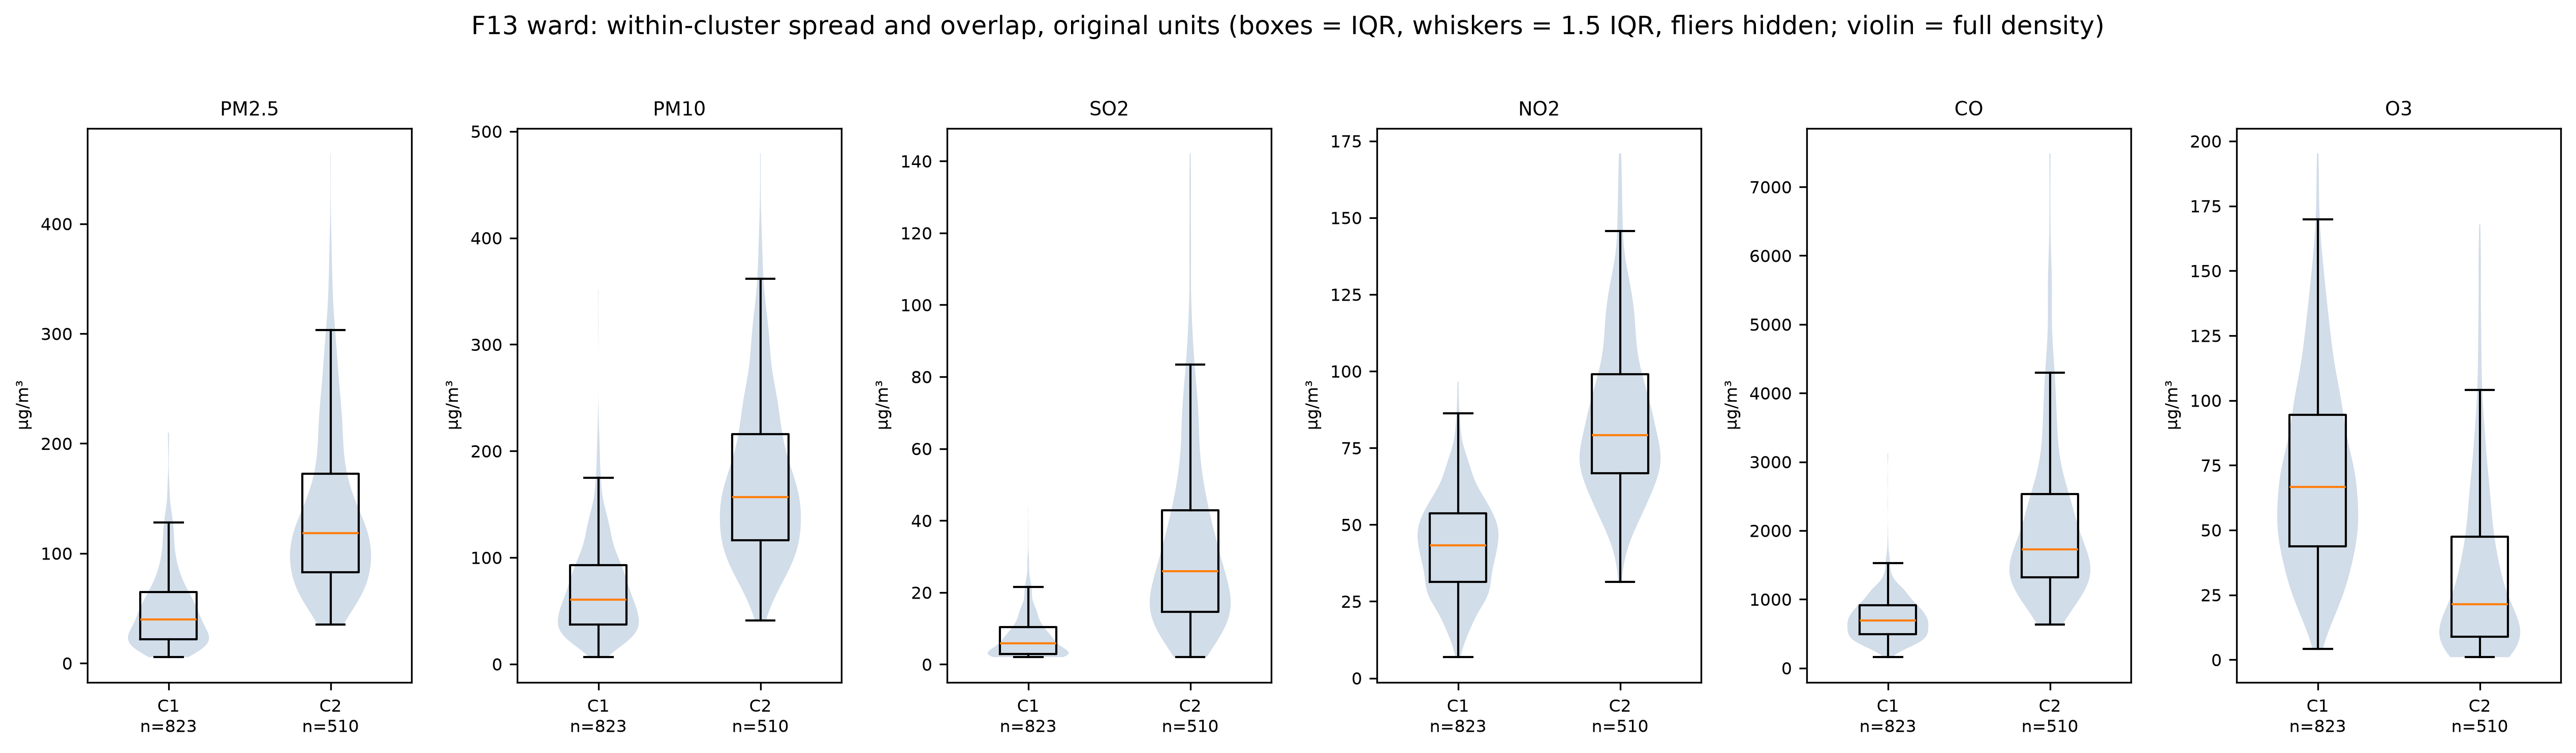 F13 ward: within-cluster spread and overlap, original units (boxes = IQR, whiskers = 1.5 IQR, fliers hidden; violin = full density)
PM2.5
µg/m³
400
300
200
100
0
C1
n=823
C2
n=510
PM10
µg/m³
500
400
300
200
100
0
C1
n=823
C2
n=510
SO2
µg/m³
140
120
100
80
60
40
20
0
C1
n=823
C2
n=510
NO2
µg/m³
175
150
125
100
75
50
25
0
C1
n=823
C2
n=510
CO
µg/m³
7000
6000
5000
4000
3000
2000
1000
0
C1
n=823
C2
n=510
O3
µg/m³
200
175
150
125
100
75
50
25
0
C1
n=823
C2
n=510